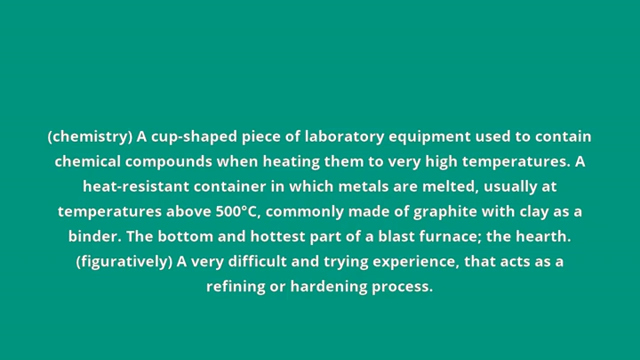 (chemistry) A cup-shaped piece of laboratory equipment used to contain
chemical compounds when heating them to very high temperatures. A
heat-resistant container in which metals are melted, usually at
temperatures above 500°C, commonly made of graphite with clay as a
binder. The bottom and hottest part of a blast furnace; the hearth.
(figuratively) A very difficult and trying experience, that acts as a
refining or hardening process.